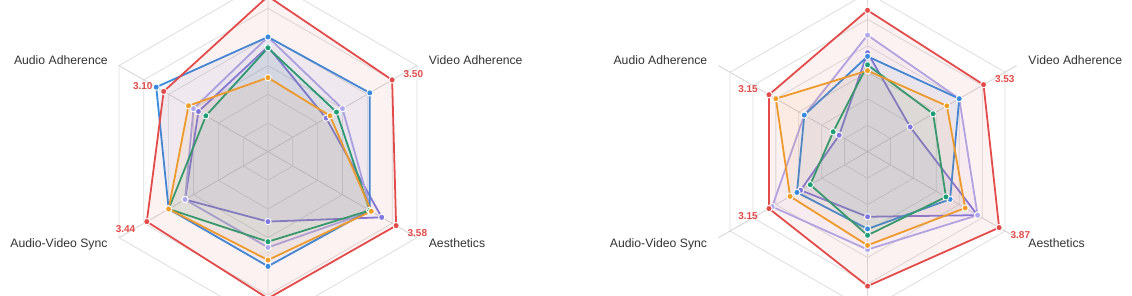 Audio Adherence
Video Adherence
3.50
3.10
3.44
3.58
Audio-Video Sync
Aesthetics
Audio Adherence
Video Adherence
3.53
3.15
3.15
3.87
Audio-Video Sync
Aesthetics